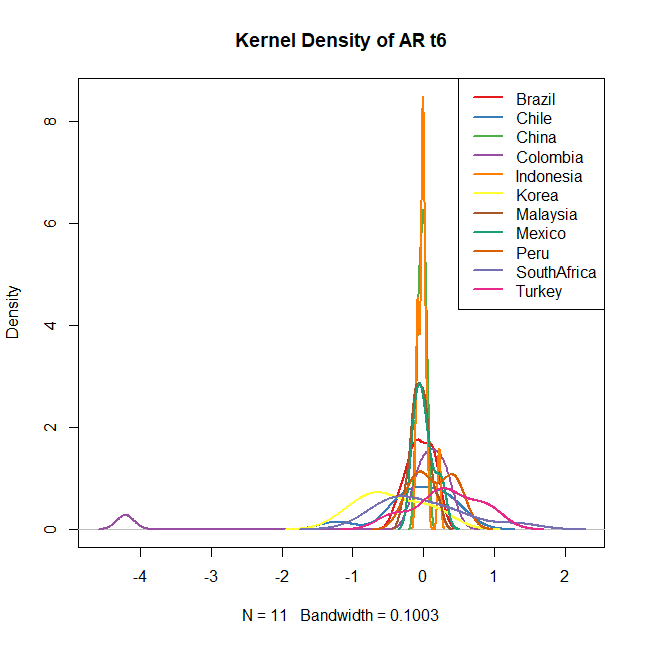 Kernel Density of AR t6
Brazil
Chile
China
Colombia
Indonesia
Korea
Malaysia
Mexico
Peru
SouthAfrica
Turkey
Density
8
6
4
2
0
-4 -3 -2 -1 0 1 2
N = 11 Bandwidth = 0.1003